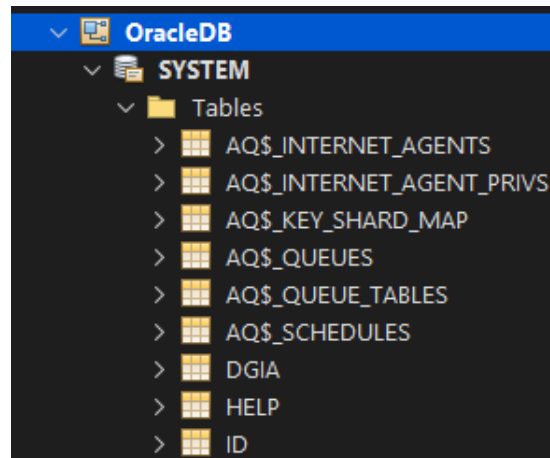 OracleDB
SYSTEM
Tables
AQ$_INTERNET_AGENTS
AQ$_INTERNET_AGENT_PRIVS
AQ$_KEY_SHARD_MAP
AQ$_QUEUES
AQ$_QUEUE_TABLES
AQ$_SCHEDULES
DGIA
HELP
ID